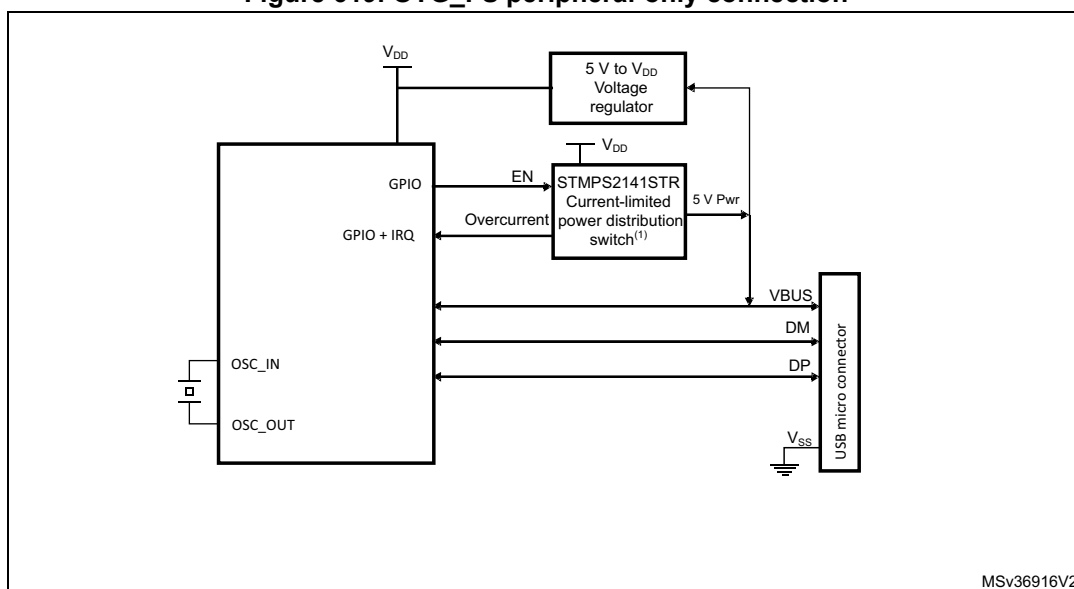 Figure
OTG_FS peripheral-only connection
VDD
5 V to VDD
Voltage
regulator
VDD
GPIO
EN
STMPS2141STR
Current-limited
power distribution
switch(1)
5 V Pwr
Overcurrent
GPIO + IRQ
VBUS
DM
DP
OSC_IN
OSC_OUT
VSS
USB micro connector
MSv36916V2